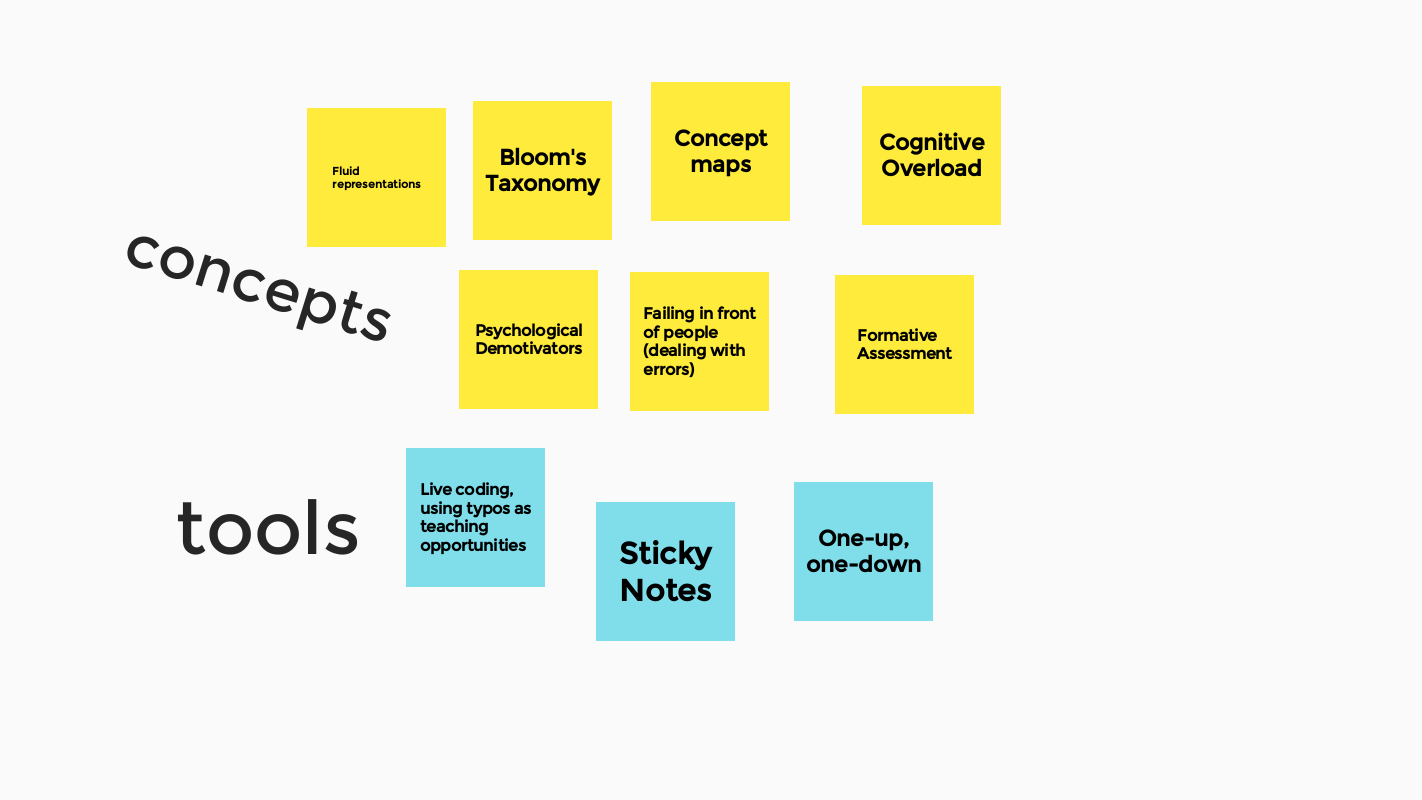 Fluid
representations
Bloom's
Taxonomy
Concept
maps
Cognitive
Overload
concepts
Psychological
Demotivators
Failing in front
of people
(dealing with
errors)
Formative
Assessment
tools
Live coding,
using typos as
teaching
opportunities
Sticky
Notes
One-up,
one-down